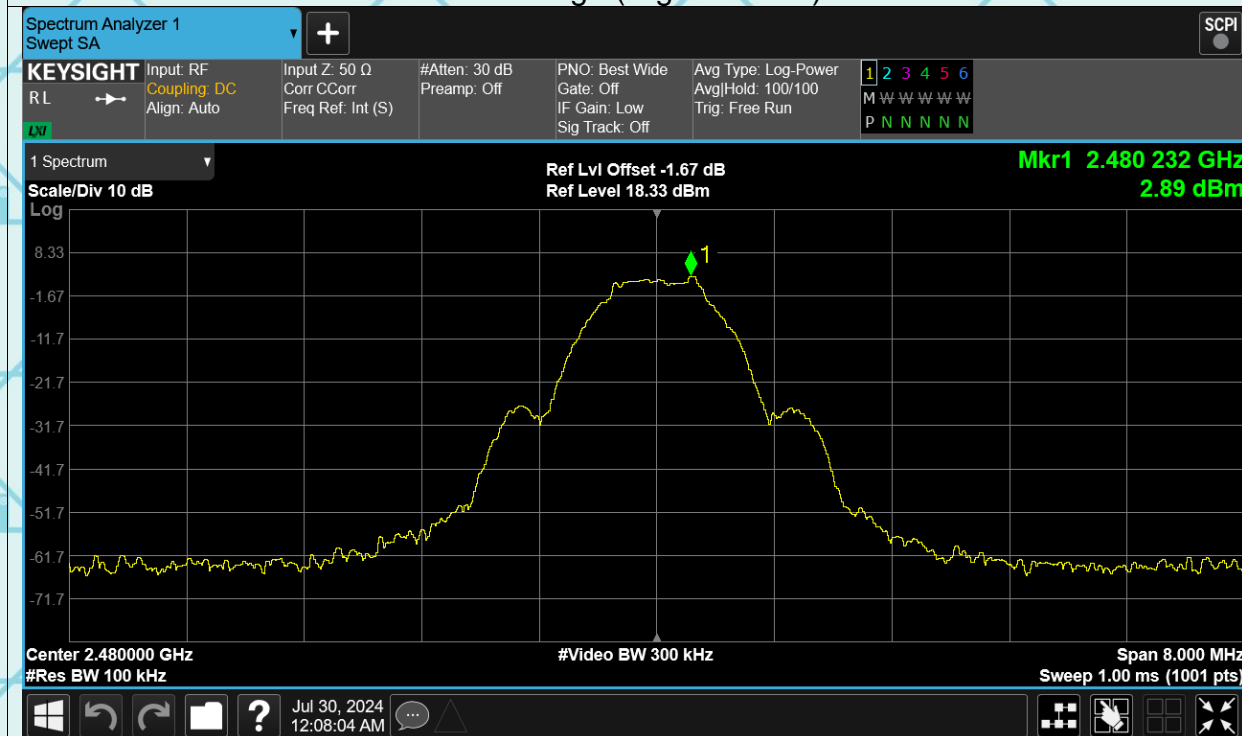 Spectrum Analyzer 1
Swept SA
+
SCPI
KEYSIGHT
RL
LXI
Input: RF
Coupling: DC
Align: Auto
Input Z: 50 Ω
Corr CCorr
Freq Ref: Int (S)
#Atten: 30 dB
Preamp: Off
PNO: Best Wide
Gate: Off
IF Gain: Low
Sig Track: Off
Avg Type: Log-Power
Avg|Hold: 100/100
Trig: Free Run
1 2 3 4 5 6
M W W W W W
P N N N N N
1 Spectrum
Scale/Div 10 dB
Ref Lvl Offset -1.67 dB
Ref Level 18.33 dBm
Mkr1 2.480 232 GHz
2.89 dBm
Log
1
8.33
-1.67
-11.7
-21.7
-31.7
-41.7
-51.7
-61.7
-71.7
Center 2.480000 GHz
#Video BW 300 kHz
Span 8.000 MHz
#Res BW 100 kHz
Sweep 1.00 ms (1001 pts)
?
Jul 30, 2024
12:08:04 AM